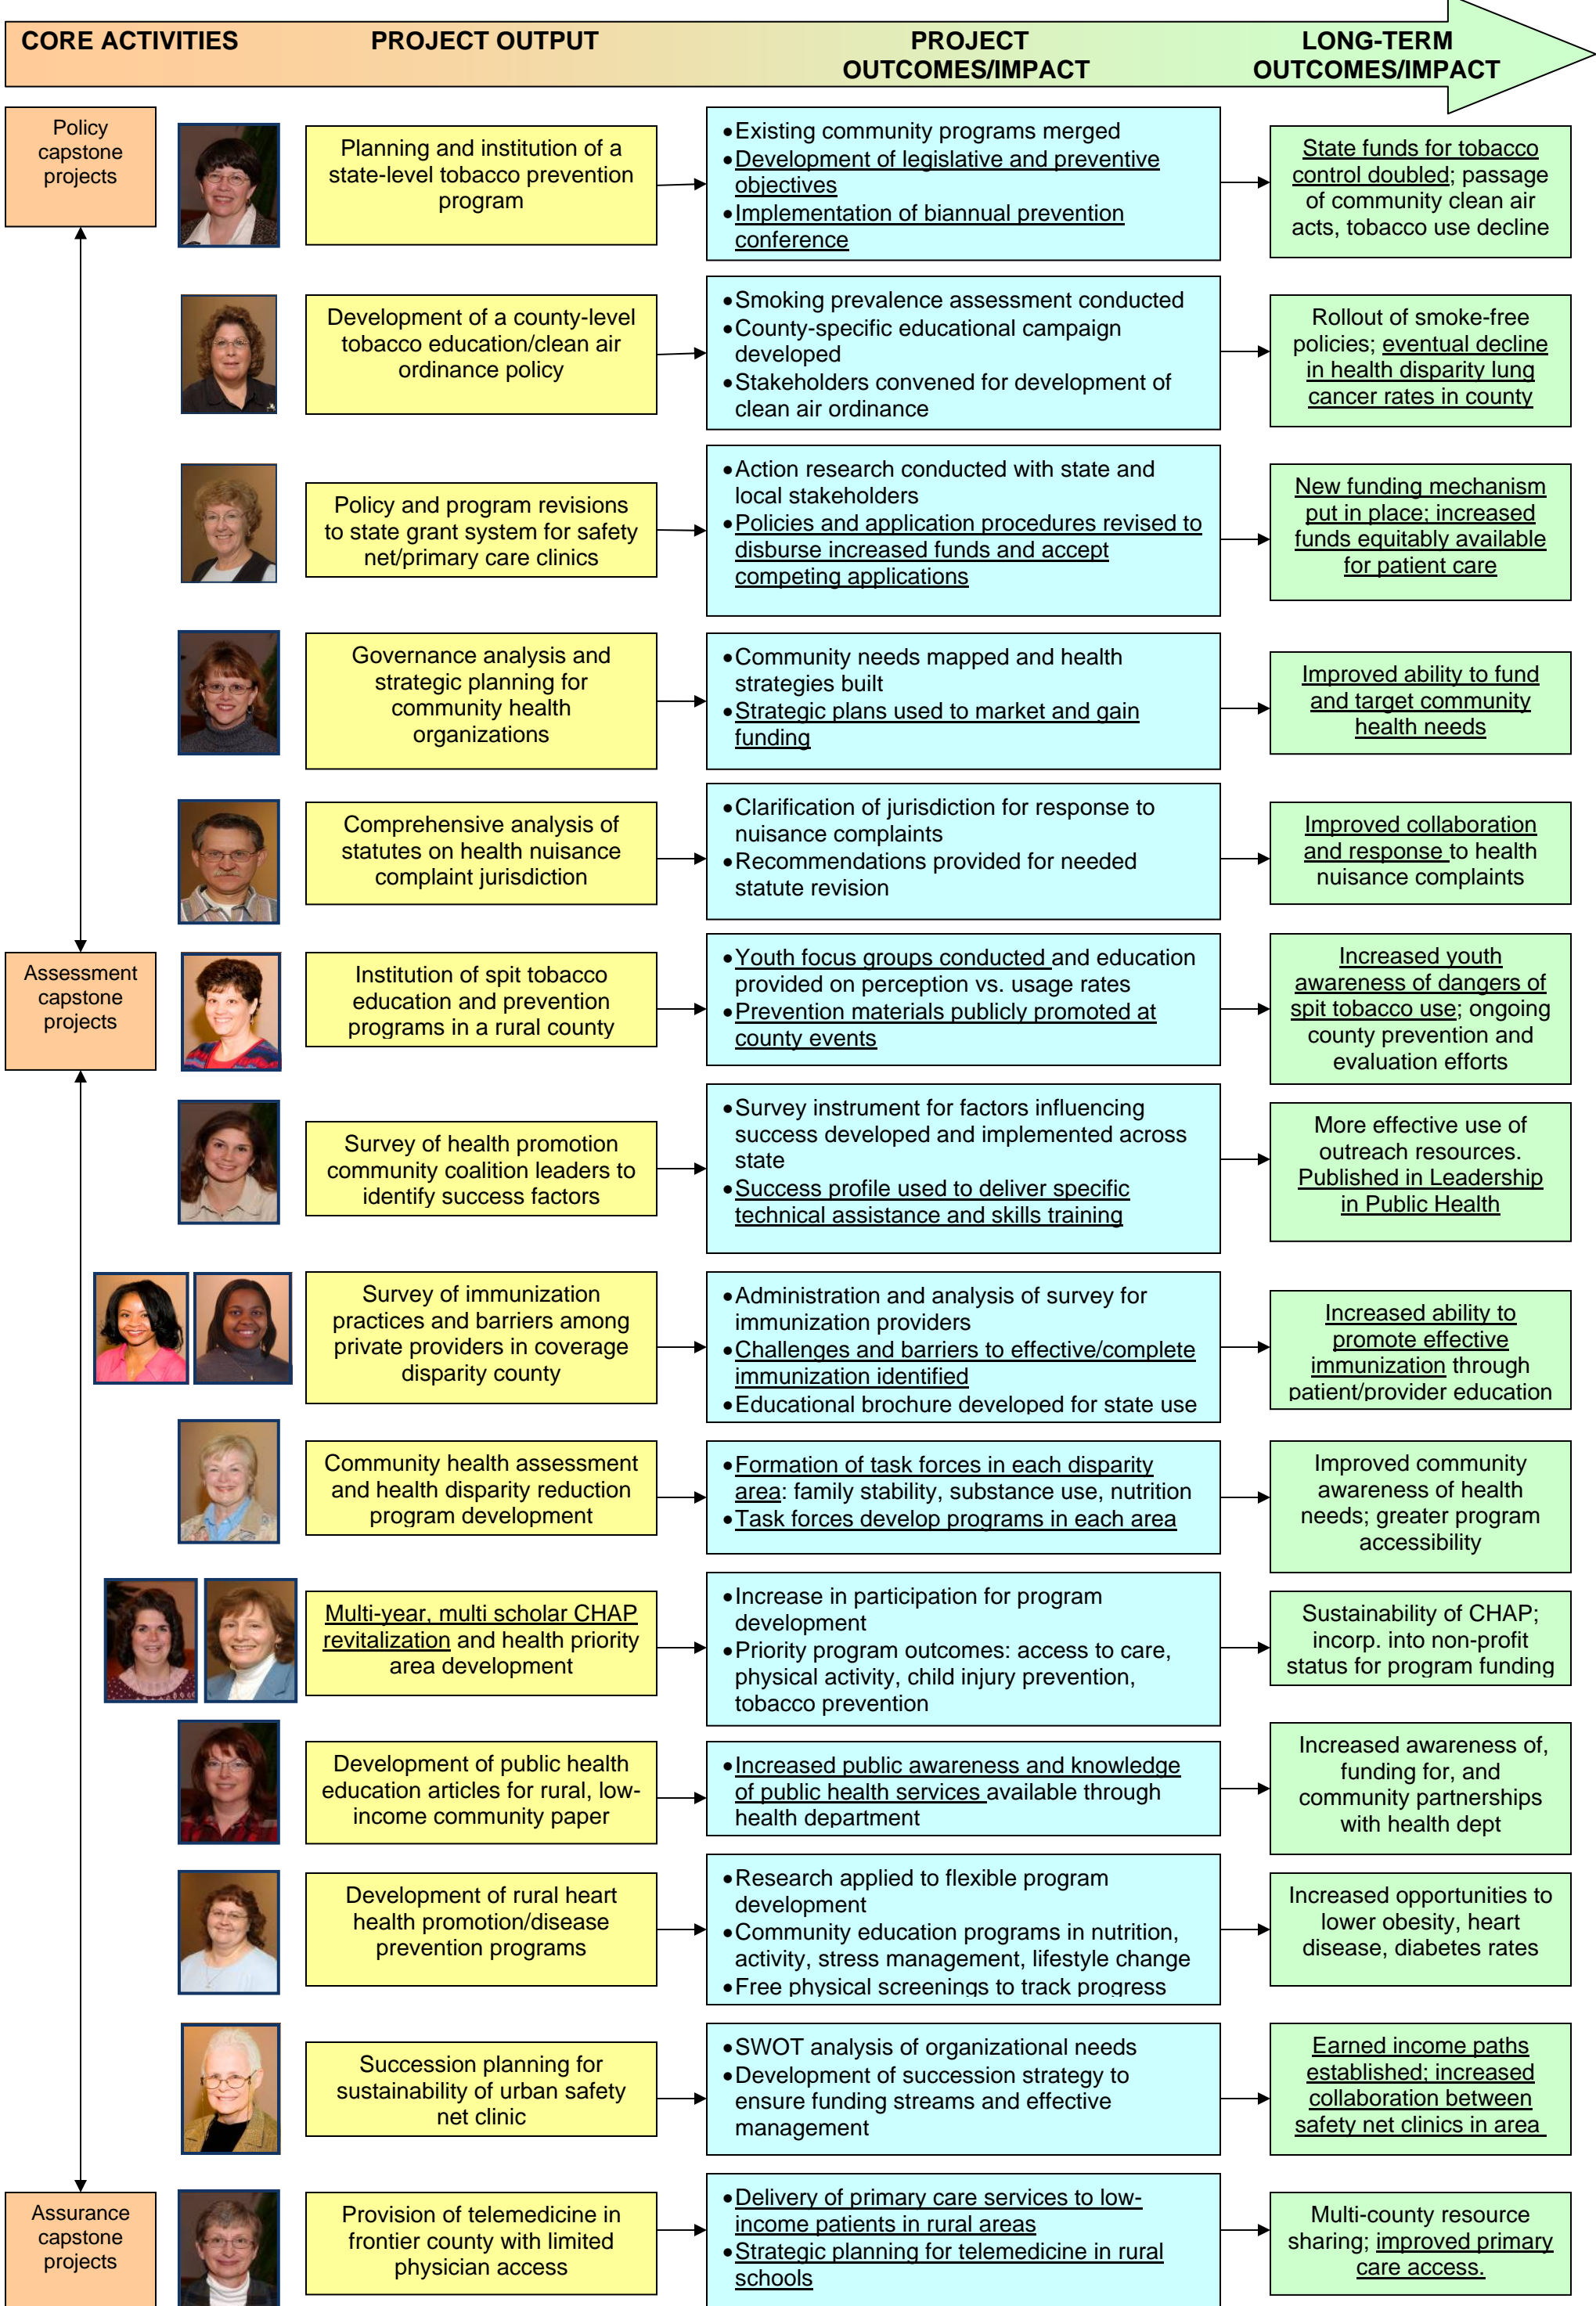 CORE ACTIVITIES
PROJECT OUTPUT
PROJECT
OUTCOMES/IMPACT
LONG-TERM
OUTCOMES/IMPACT
Policy
capstone
projects
Planning and institution of a
state-level tobacco prevention
program
•Existing community programs merged
•Development of legislative and preventive
objectives
•Implementation of biannual prevention
conference
State funds for tobacco
control doubled; passage
of community clean air
acts, tobacco use decline
Development of a county-level
tobacco education/clean air
ordinance policy
•Smoking prevalence assessment conducted
•County-specific educational campaign
developed
•Stakeholders convened for development of
clean air ordinance
Rollout of smoke-free
policies; eventual decline
in health disparity lung
cancer rates in county
Policy and program revisions
to state grant system for safety
net/primary care clinics
•Action research conducted with state and
local stakeholders
•Policies and application procedures revised to
disburse increased funds and accept
competing applications
New funding mechanism
put in place; increased
funds equitably available
for patient care
Governance analysis and
strategic planning for
community health
organizations
•Community needs mapped and health
strategies built
•Strategic plans used to market and gain
funding
Improved ability to fund
and target community
health needs
Comprehensive analysis of
statutes on health nuisance
complaint jurisdiction
•Clarification of jurisdiction for response to
nuisance complaints
•Recommendations provided for needed
statute revision
Improved collaboration
and response to health
nuisance complaints
Assessment
capstone
projects
Institution of spit tobacco
education and prevention
programs in a rural county
•Youth focus groups conducted and education
provided on perception vs. usage rates
•Prevention materials publicly promoted at
county events
Increased youth
awareness of dangers of
spit tobacco use; ongoing
county prevention and
evaluation efforts
Survey of health promotion
community coalition leaders to
identify success factors
•Survey instrument for factors influencing
success developed and implemented across
state
•Success profile used to deliver specific
technical assistance and skills training
More effective use of
outreach resources.
Published in Leadership
in Public Health
Survey of immunization
practices and barriers among
private providers in coverage
disparity county
•Administration and analysis of survey for
immunization providers
•Challenges and barriers to effective/complete
immunization identified
•Educational brochure developed for state use
Increased ability to
promote effective
immunization through
patient/provider education
Community health assessment
and health disparity reduction
program development
•Formation of task forces in each disparity
area: family stability, substance use, nutrition
•Task forces develop programs in each area
Improved community
awareness of health
needs; greater program
accessibility
Multi-year, multi scholar CHAP
revitalization and health priority
area development
•Increase in participation for program
development
•Priority program outcomes: access to care,
physical activity, child injury prevention,
tobacco prevention
Sustainability of CHAP;
incorp. into non-profit
status for program funding
Development of public health
education articles for rural, low-
income community paper
•Increased public awareness and knowledge
of public health services available through
health department
Increased awareness of,
funding for, and
community partnerships
with health dept
Development of rural heart
health promotion/disease
prevention programs
•Research applied to flexible program
development
•Community education programs in nutrition,
activity, stress management, lifestyle change
•Free physical screenings to track progress
Increased opportunities to
lower obesity, heart
disease, diabetes rates
Succession planning for
sustainability of urban safety
net clinic
•SWOT analysis of organizational needs
•Development of succession strategy to
ensure funding streams and effective
management
Earned income paths
established; increased
collaboration between
safety net clinics in area
Assurance
capstone
projects
Provision of telemedicine in
frontier county with limited
physician access
•Delivery of primary care services to low-
income patients in rural areas
•Strategic planning for telemedicine in rural
schools
Multi-county resource
sharing; improved primary
care access.